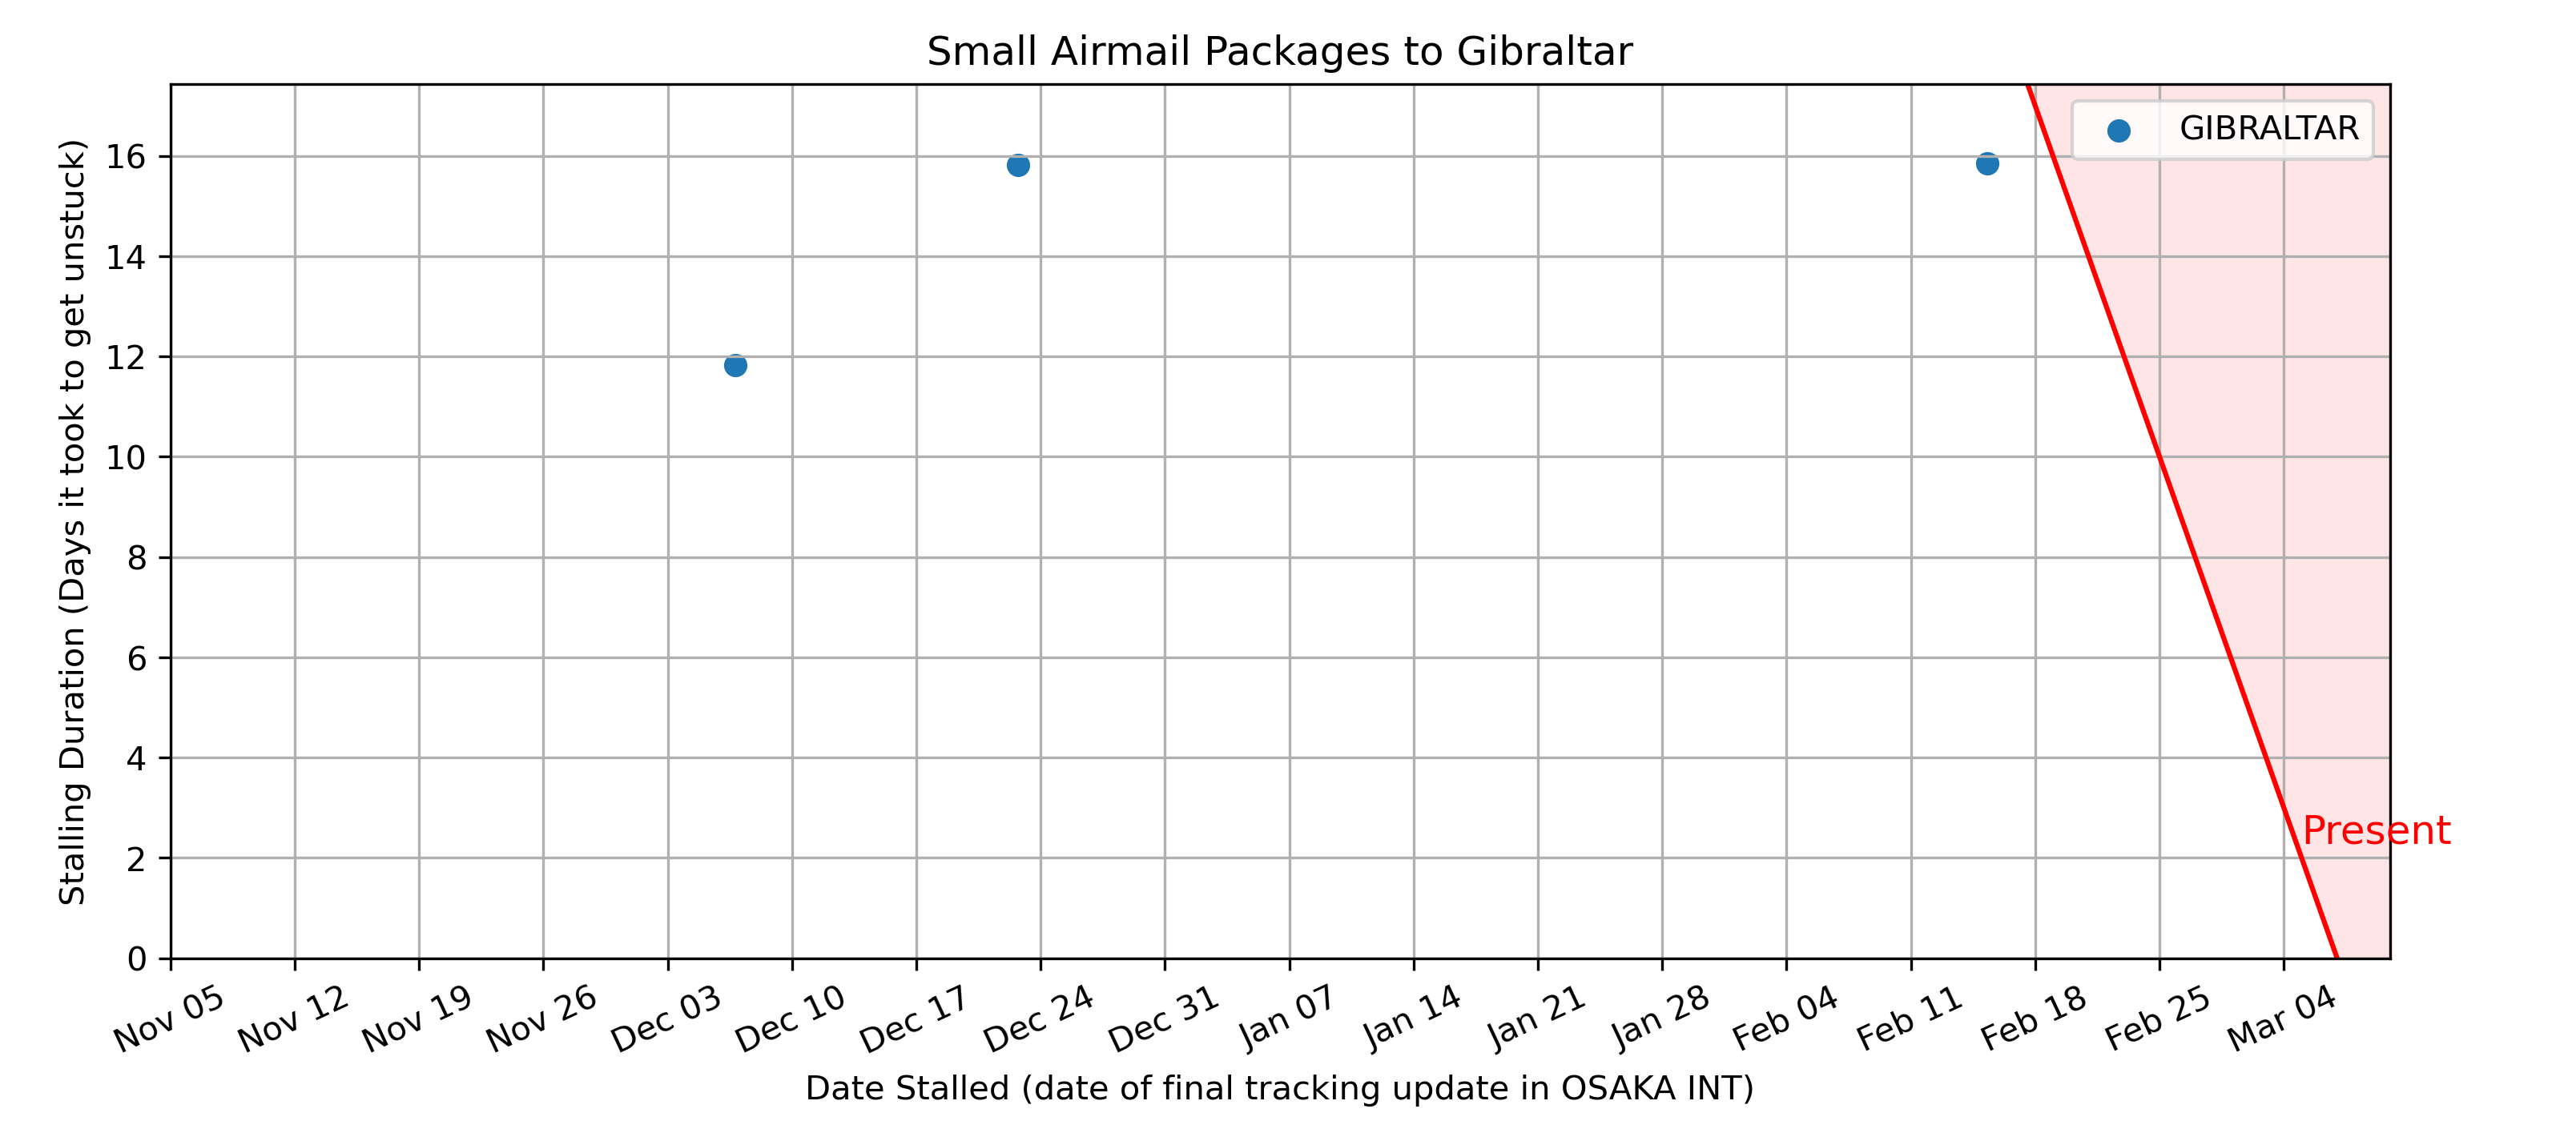 Small Airmail Packages to Gibraltar
GIBRALTAR
Stalling Duration (Days it took to get unstuck)
16
14
12
10
8
6
4
2
0
Present
Nov 05
Nov 12
Nov 19
Nov 26
Dec 03
Dec 10
Dec 17
Dec 24
Dec 31
Jan 07
Jan 14
Jan 21
Jan 28
Feb 04
Feb 11
Feb 18
Feb 25
Mar 04
Date Stalled (date of final tracking update in OSAKA INT)